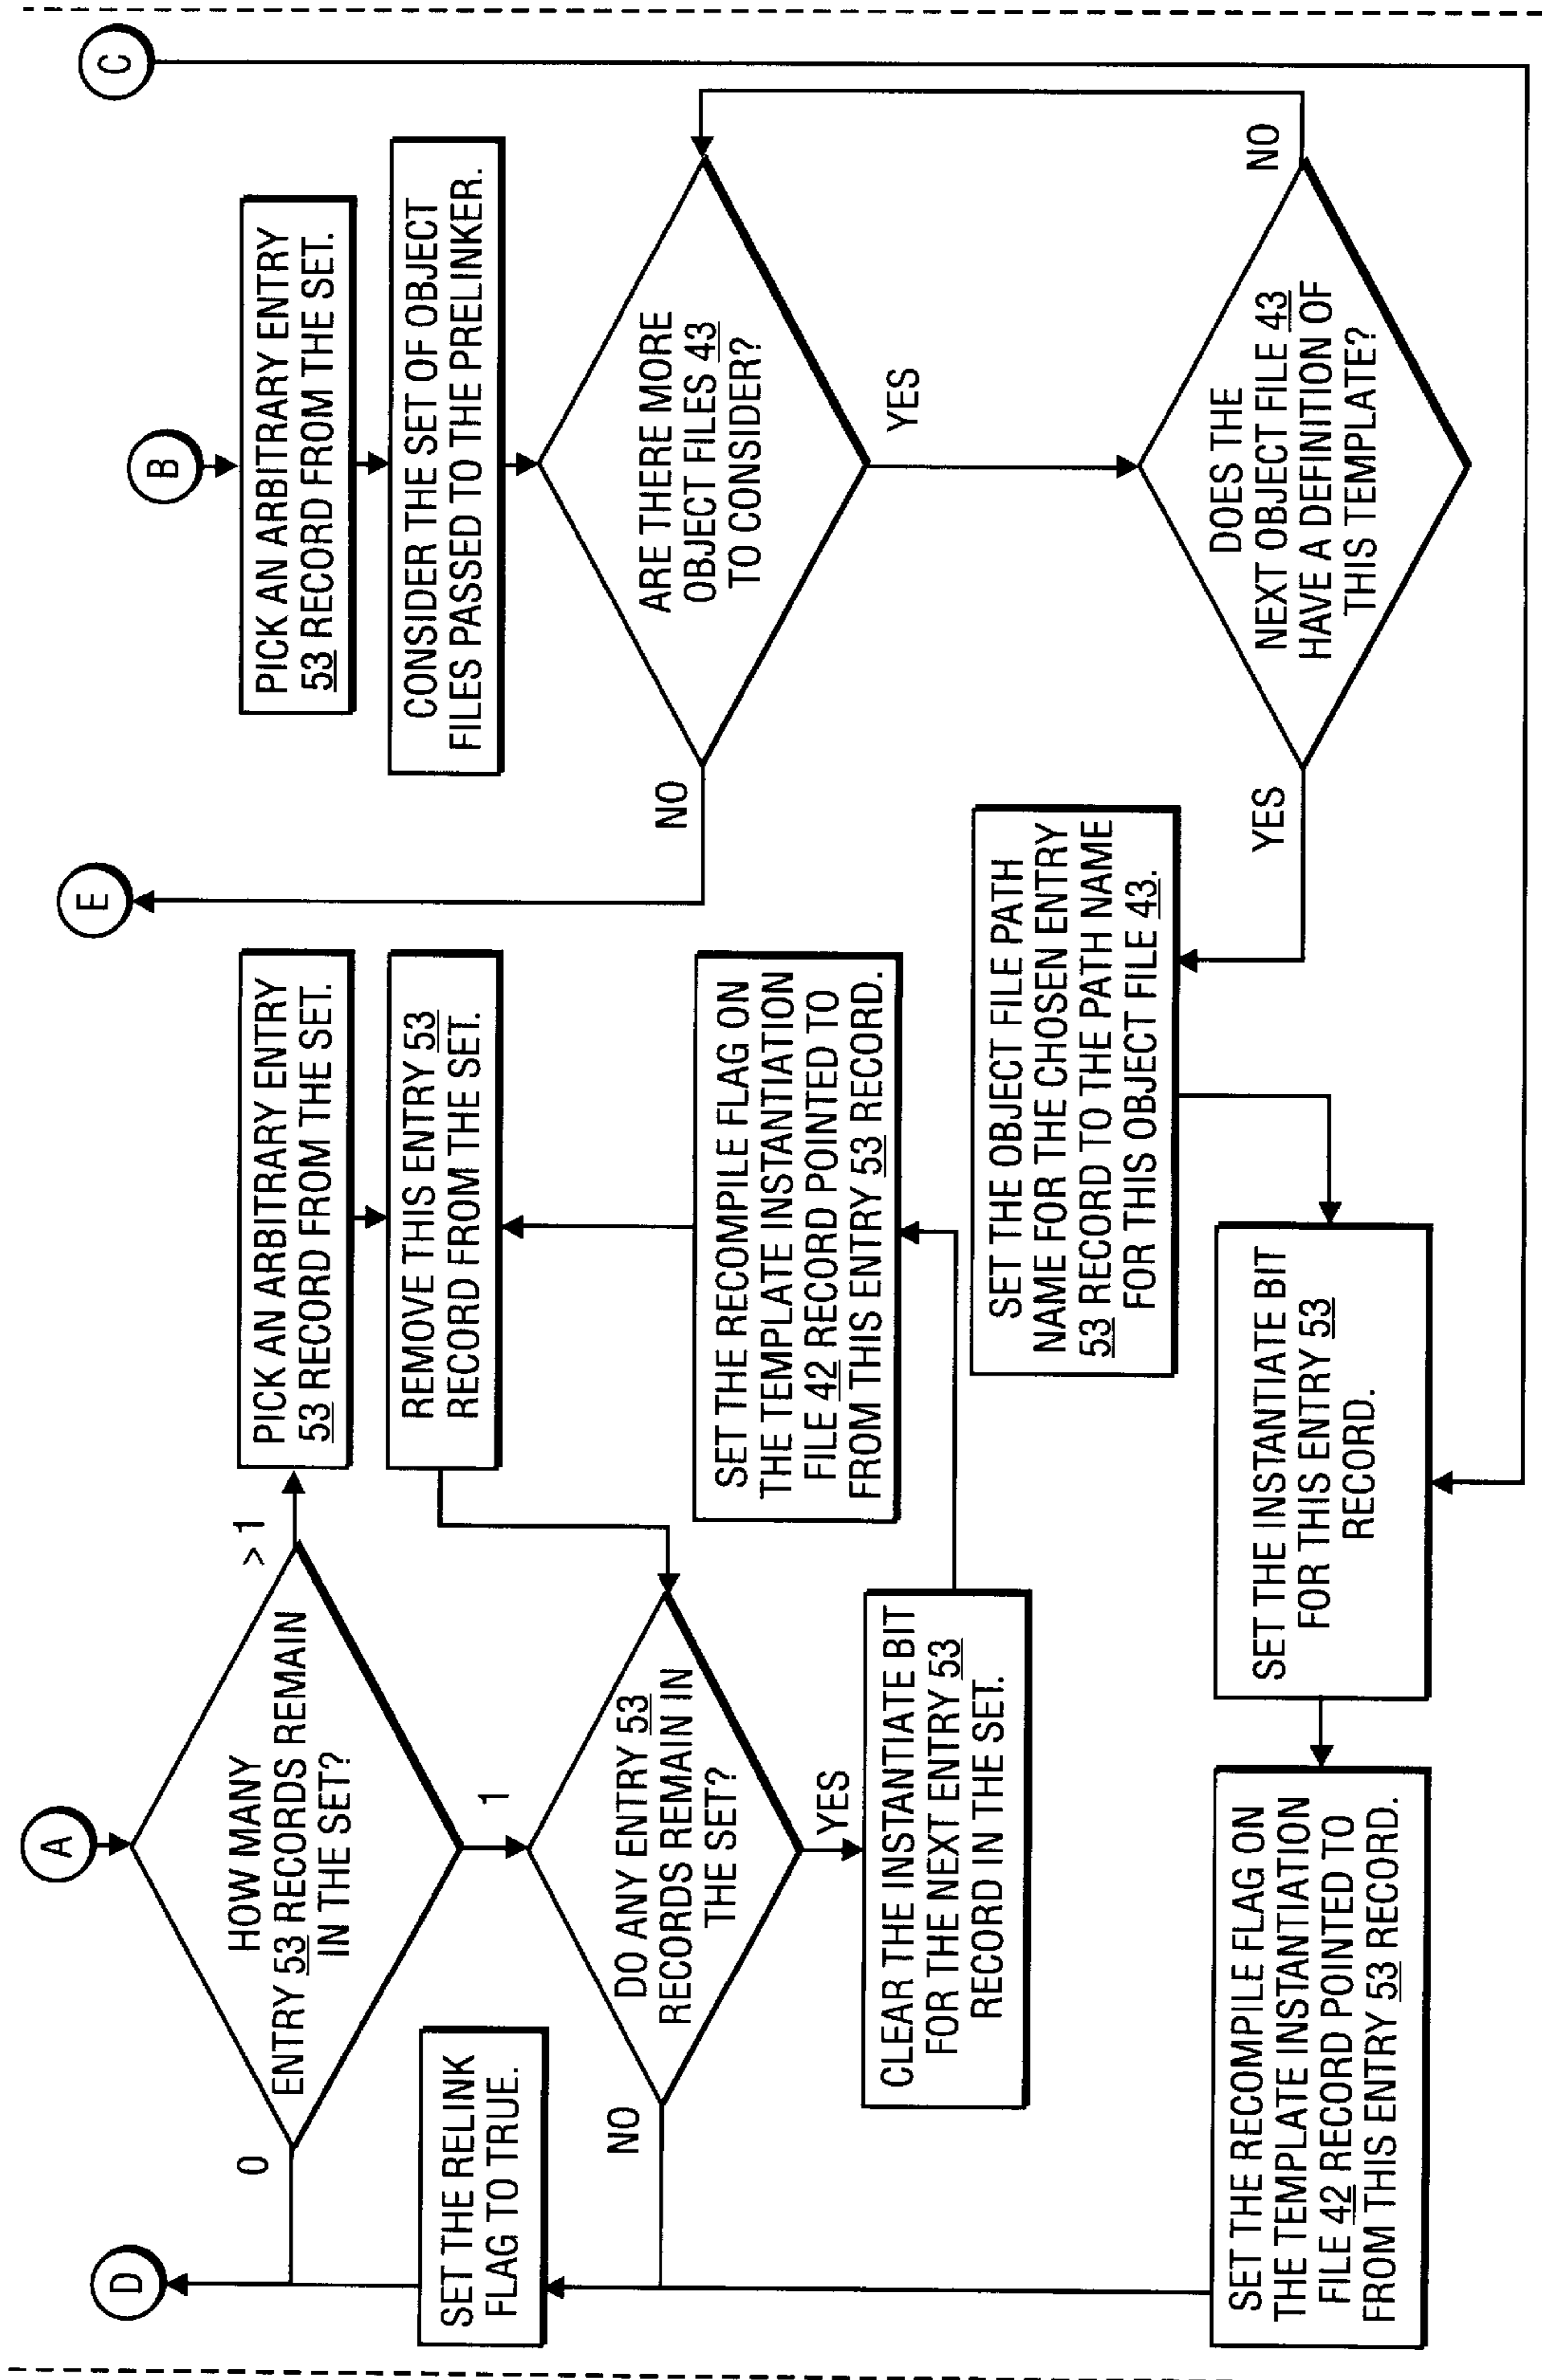 A
HOW MANY
ENTRY 53 RECORDS REMAIN
IN THE SET?
0
> 1
1
D
SET THE RELINK
FLAG TO TRUE.
DO ANY ENTRY 53
RECORDS REMAIN IN
THE SET?
NO
YES
CLEAR THE INSTANTIATE BIT
FOR THE NEXT ENTRY 53
RECORD IN THE SET.
PICK AN ARBITRARY ENTRY
53 RECORD FROM THE SET.
REMOVE THIS ENTRY 53
RECORD FROM THE SET.
SET THE RECOMPILE FLAG ON
THE TEMPLATE INSTANTIATION
FILE 42 RECORD POINTED TO
FROM THIS ENTRY 53 RECORD.
E
B
PICK AN ARBITRARY ENTRY
53 RECORD FROM THE SET.
CONSIDER THE SET OF OBJECT
FILES PASSED TO THE PRELINKER.
ARE THERE MORE
OBJECT FILES 43
TO CONSIDER?
NO
YES
DOES THE
NEXT OBJECT FILE 43
HAVE A DEFINITION OF
THIS TEMPLATE?
YES
NO
SET THE OBJECT FILE PATH
NAME FOR THE CHOSEN ENTRY
53 RECORD TO THE PATH NAME
FOR THIS OBJECT FILE 43.
C
SET THE INSTANTIATE BIT
FOR THIS ENTRY 53
RECORD.
SET THE RECOMPILE FLAG ON
THE TEMPLATE INSTANTIATION
FILE 42 RECORD POINTED TO
FROM THIS ENTRY 53 RECORD.